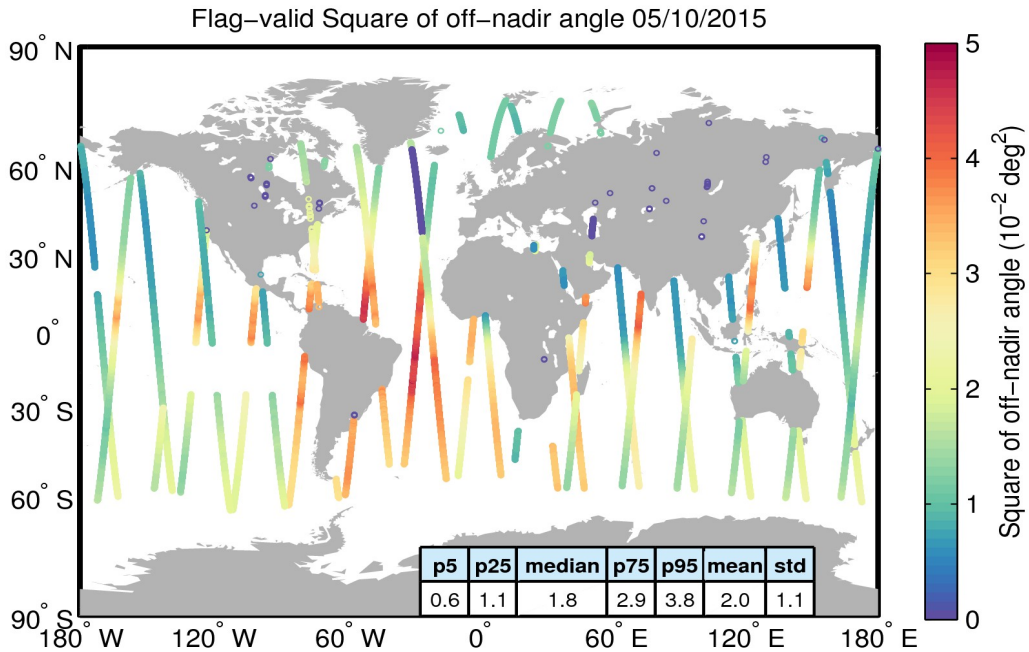 Flag−valid Square of off−nadir angle 05/10/2015
90° N
60° N
30° N
0°
30° S
60° S
90° S
180° W 120° W 60° W 0° 60° E 120° E 180° E
p5 p25 median p75 p95 mean std
0.6 1.1 1.8 2.9 3.8 2.0 1.1
5
4
3
2
1
0
Square of off−nadir angle (10⁻² deg²)